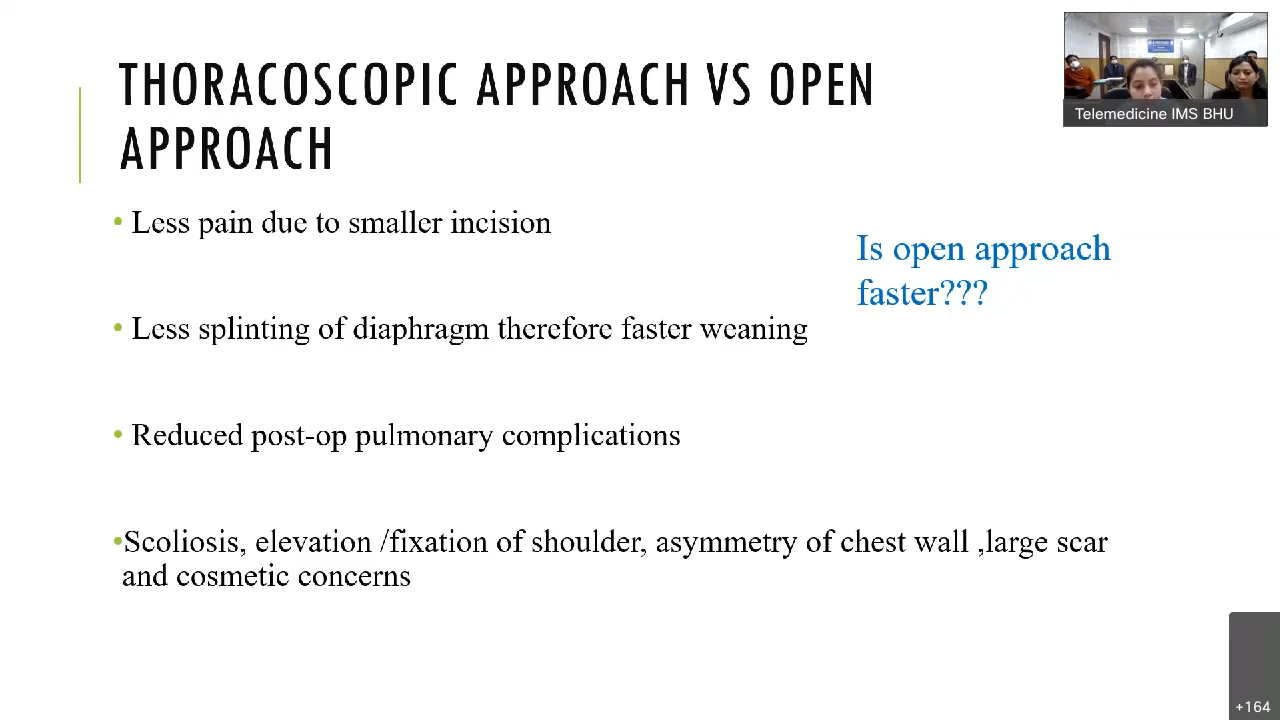 THORACOSCOPIC APPROACH VS OPEN
APPROACH
• Less pain due to smaller incision
Is open approach
faster???
• Less splinting of diaphragm therefore faster weaning
• Reduced post-op pulmonary complications
•Scoliosis, elevation /fixation of shoulder, asymmetry of chest wall ,large scar
and cosmetic concerns
Telemedicine IMS BHU
+164